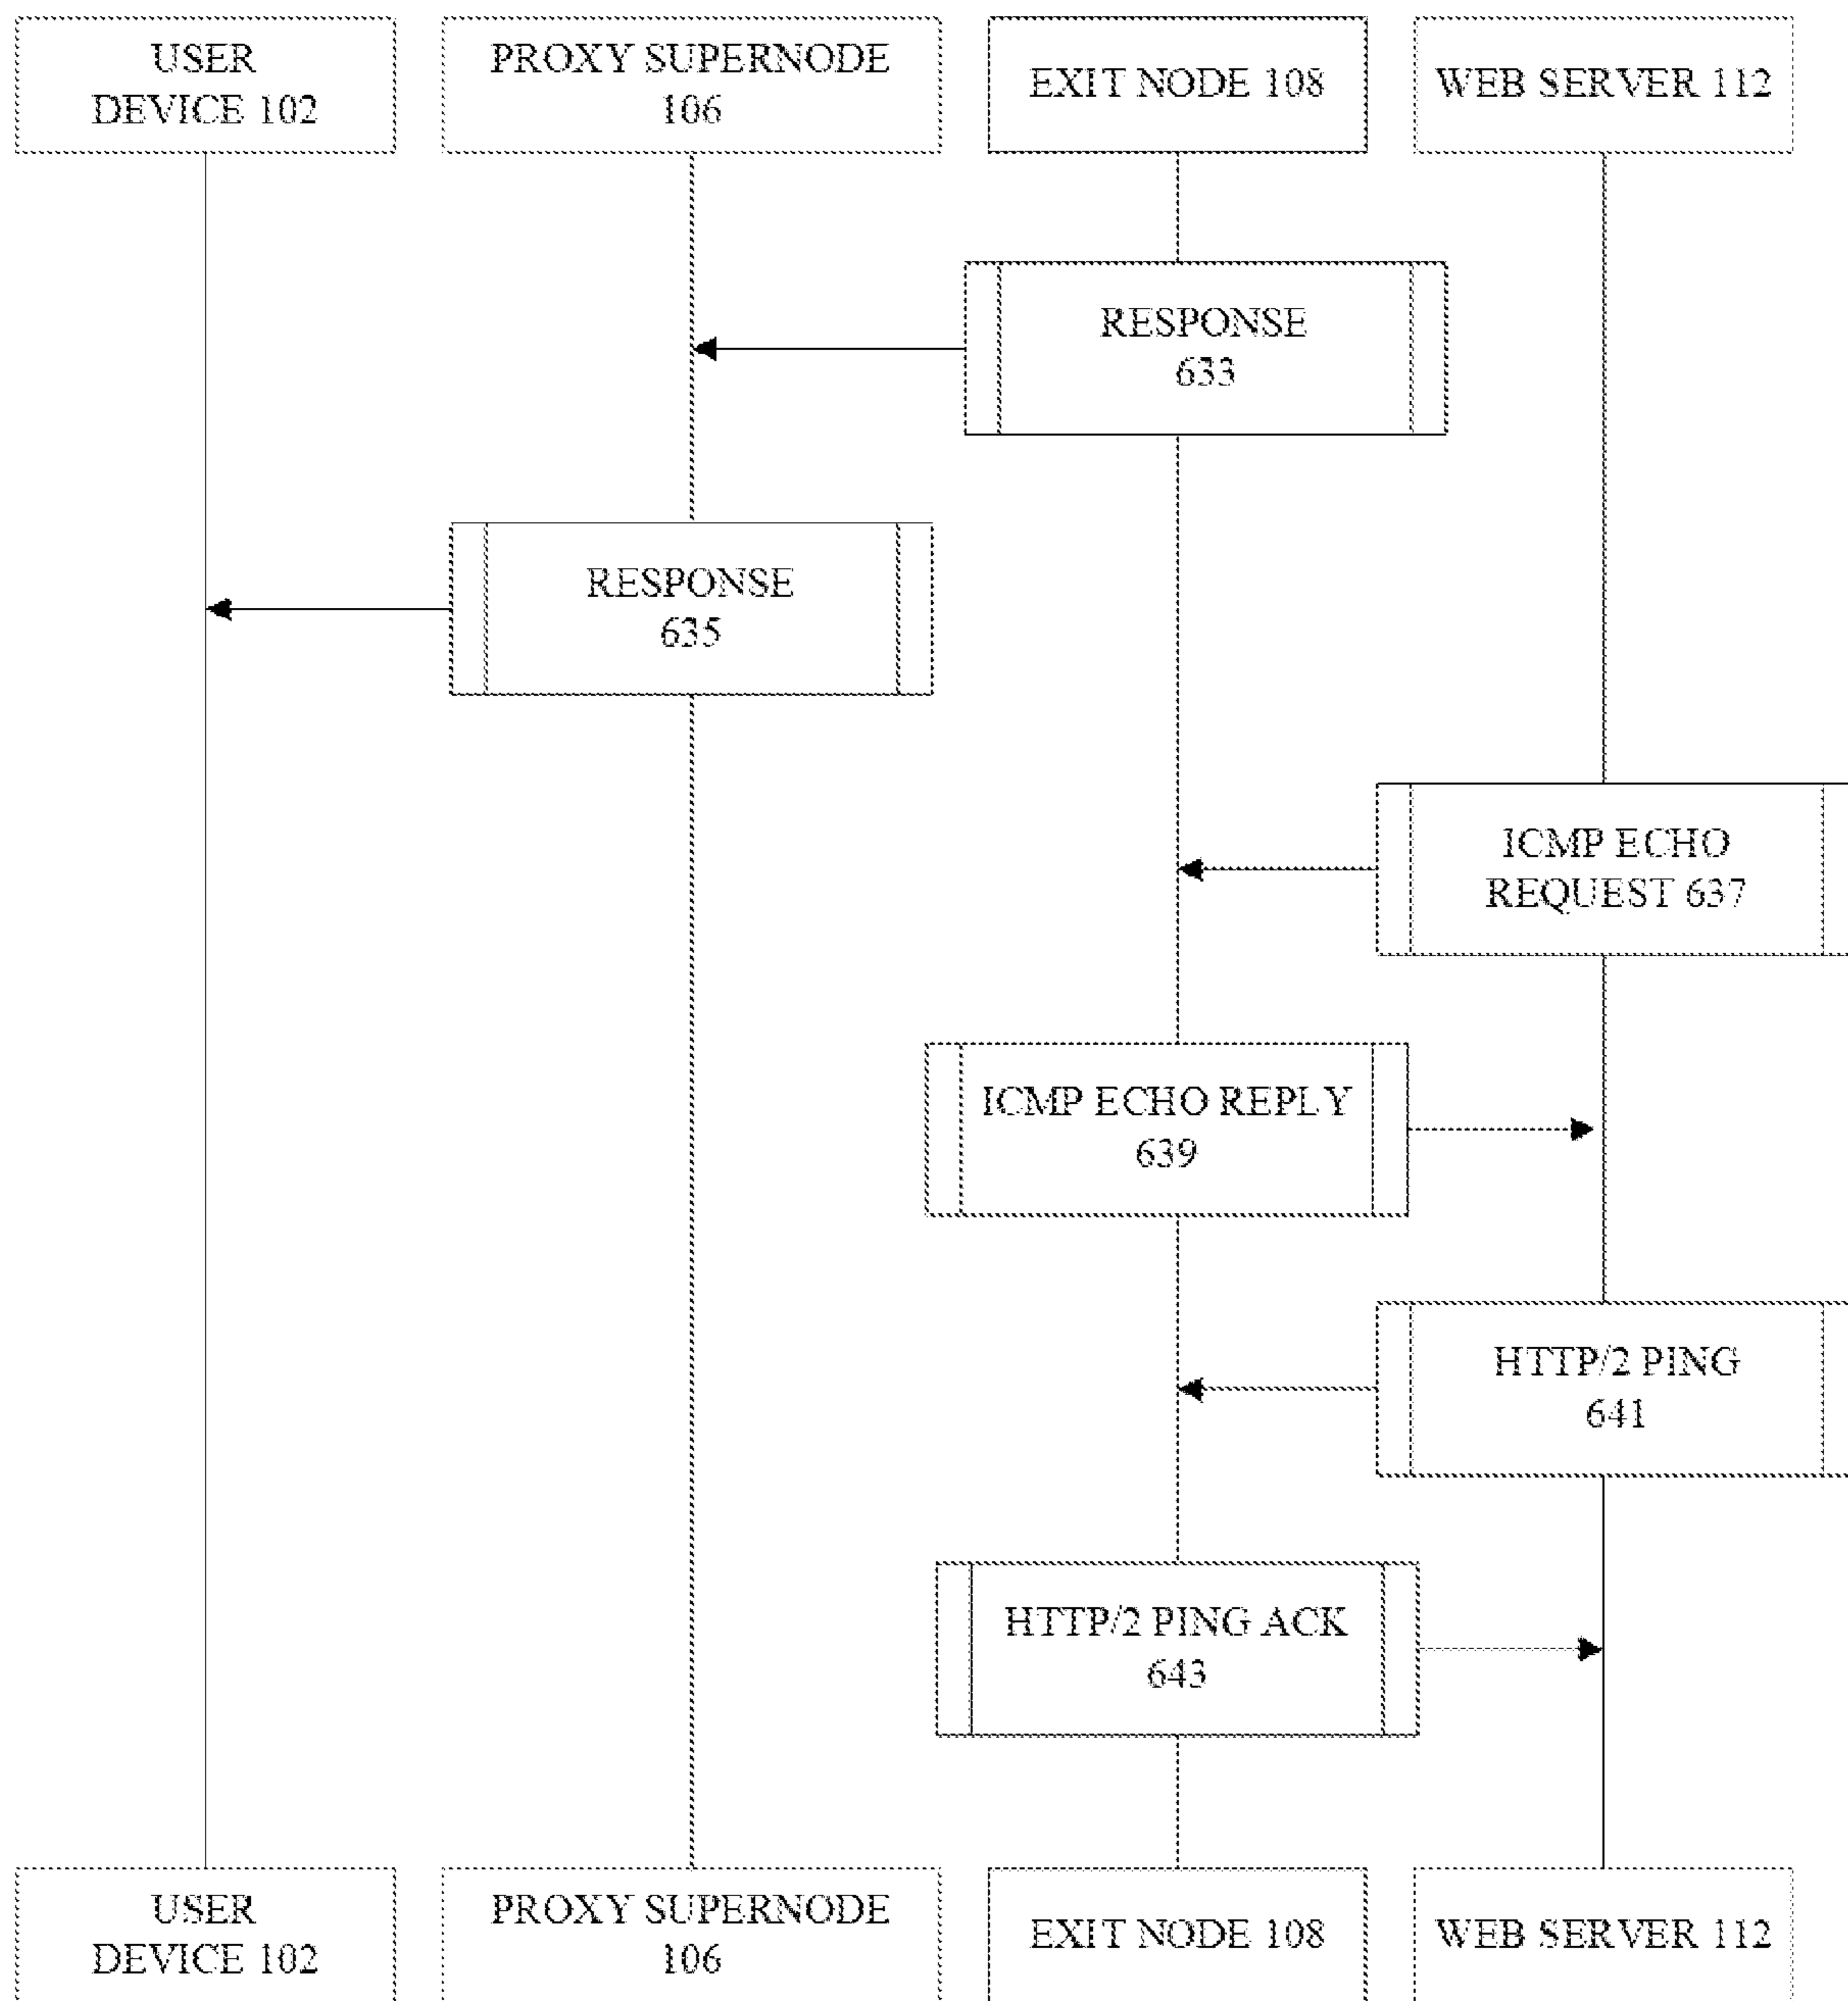 USER
DEVICE 102
PROXY SUPERNODE
106
EXIT NODE 108
WEB SERVER 112
RESPONSE
633
RESPONSE
635
ICMP ECHO
REQUEST 637
ICMP ECHO REPLY
639
HTTP/2 PING
641
HTTP/2 PING ACK
643
USER
DEVICE 102
PROXY SUPERNODE
106
EXIT NODE 108
WEB SERVER 112